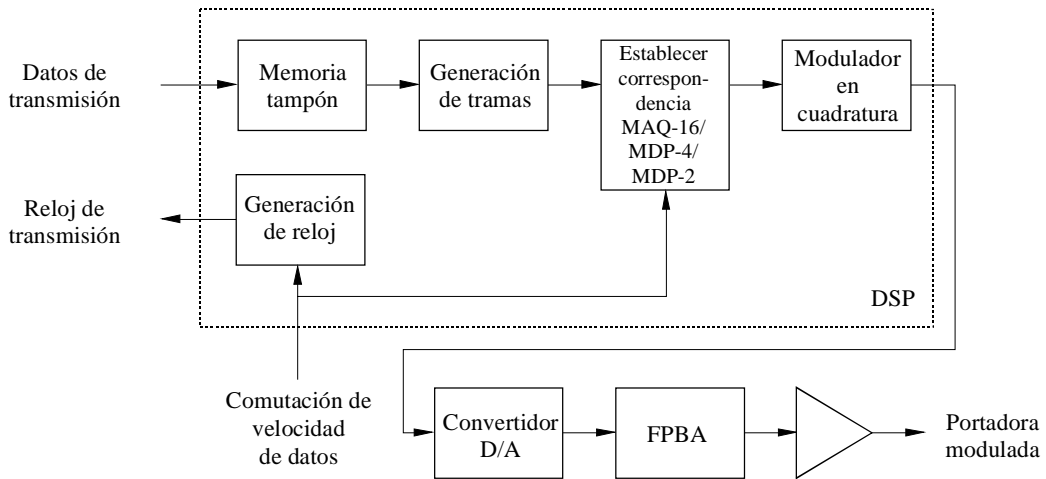 Datos de
transmisión
Memoria
tampón
Generación
de tramas
Establecer
correspon-
dencia
MAQ-16/
MDP-4/
MDP-2
Modulador
en
cuadratura
Reloj de
transmisión
Generación
de reloj
DSP
Comutación de
velocidad
de datos
Convertidor
D/A
FPBA
Portadora
modulada